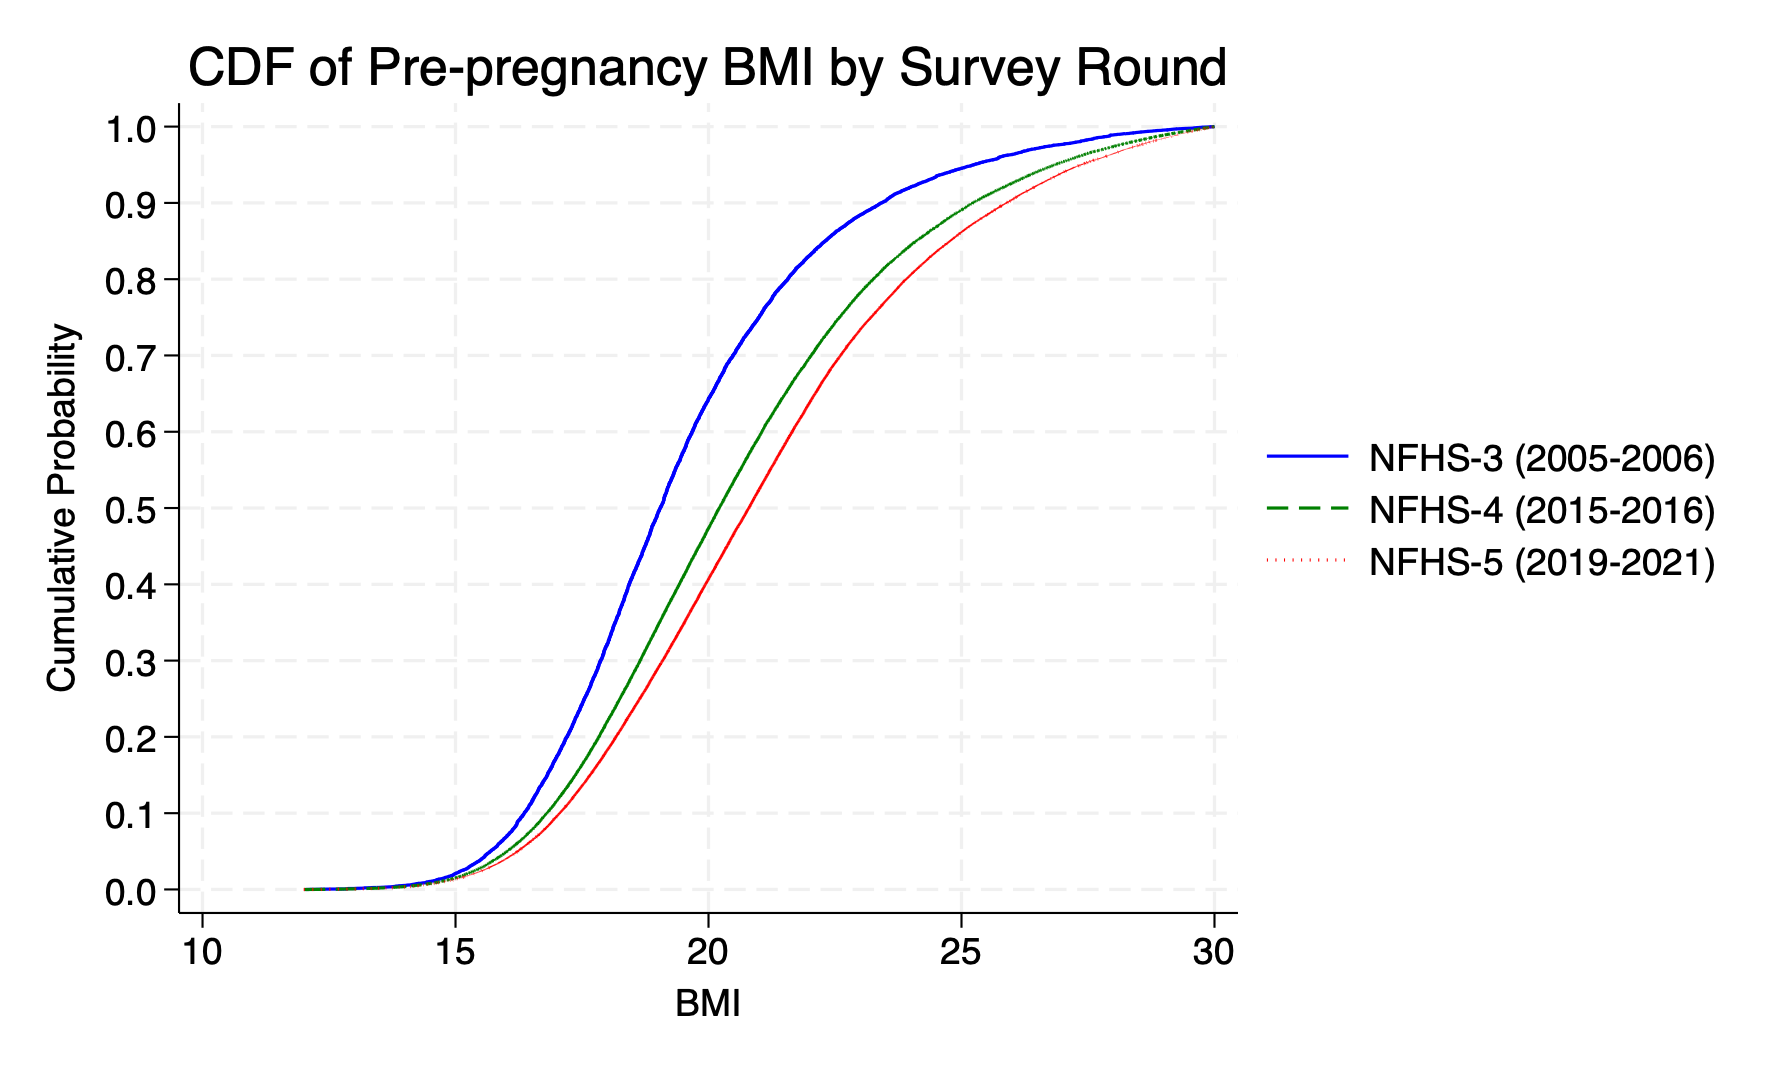 CDF of Pre-pregnancy BMI by Survey Round
Cumulative Probability
1.0
0.9
0.8
0.7
0.6
0.5
0.4
0.3
0.2
0.1
0.0
10 15 20 25 30
BMI
NFHS-3 (2005-2006)
NFHS-4 (2015-2016)
NFHS-5 (2019-2021)